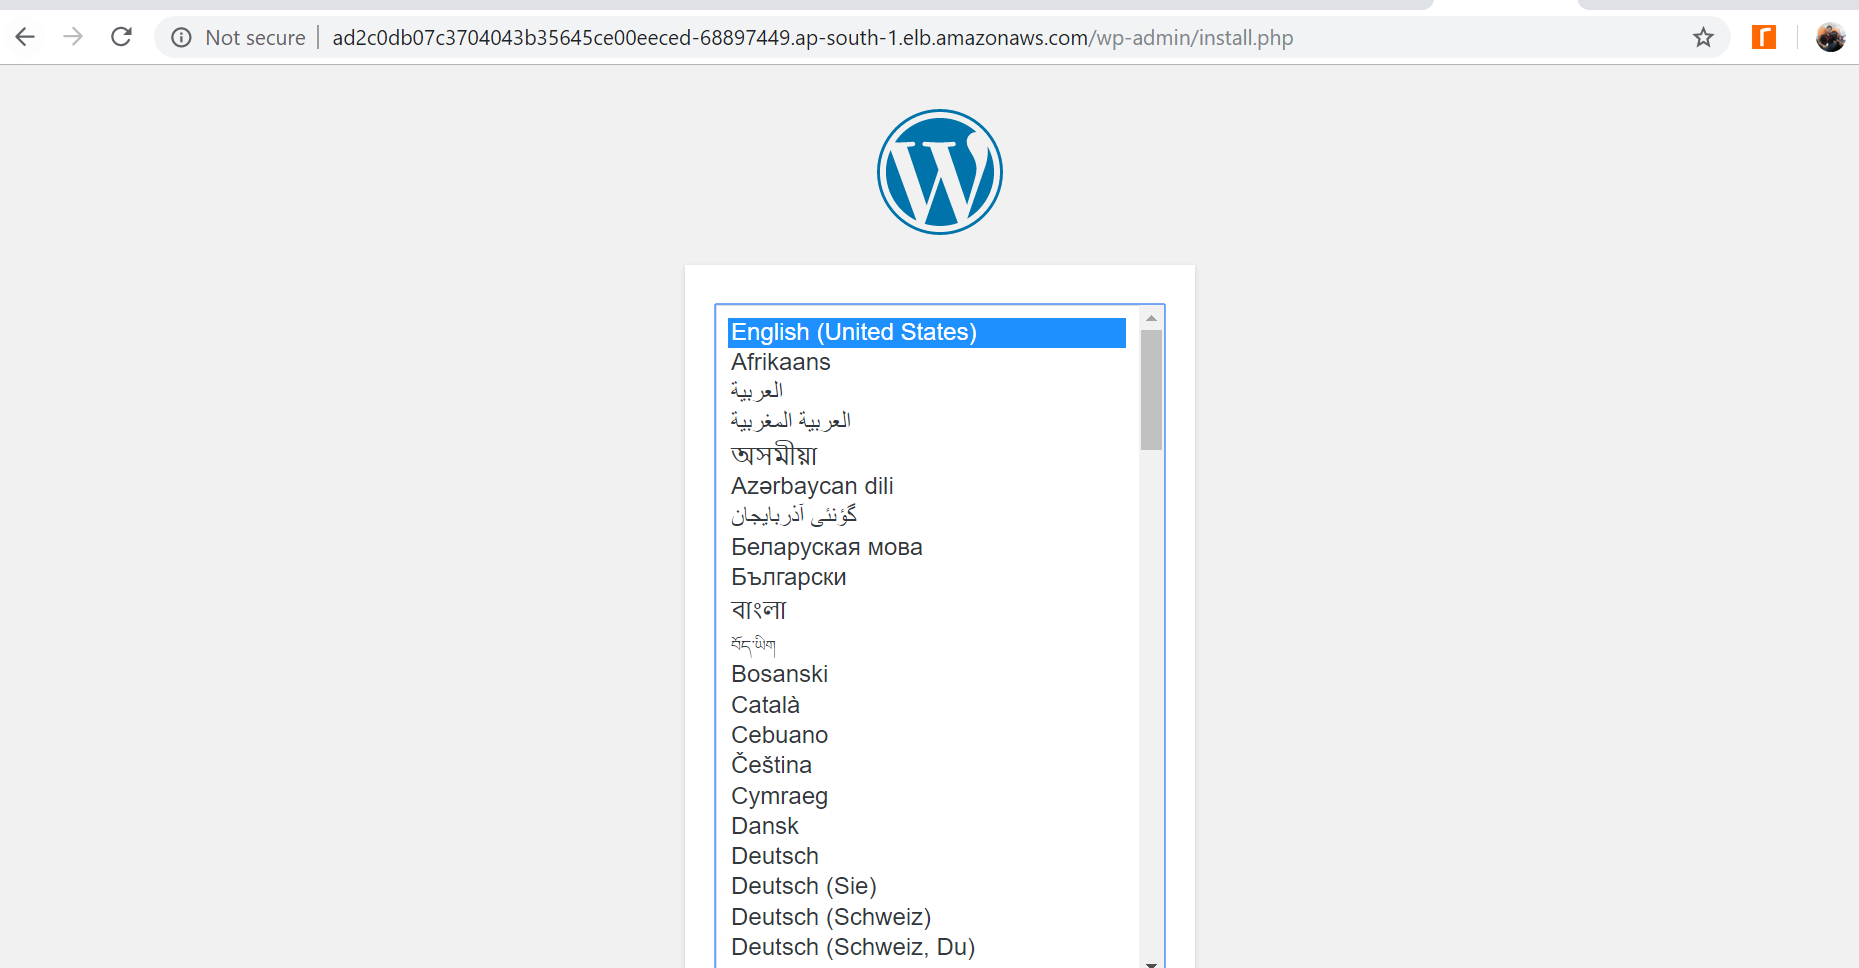 Not secure | ad2c0db07c3704043b35645ce00eeced-68897449.ap-south-1.elb.amazonaws.com/wp-admin/install.php
English (United States)
Afrikaans
العربية
العربية المغربية
অসমীয়া
Azərbaycan dili
گؤنئی آذربایجان
Беларуская мова
Български
বাংলা
བོད་ཡིག
Bosanski
Català
Cebuano
Čeština
Cymraeg
Dansk
Deutsch
Deutsch (Sie)
Deutsch (Schweiz)
Deutsch (Schweiz, Du)